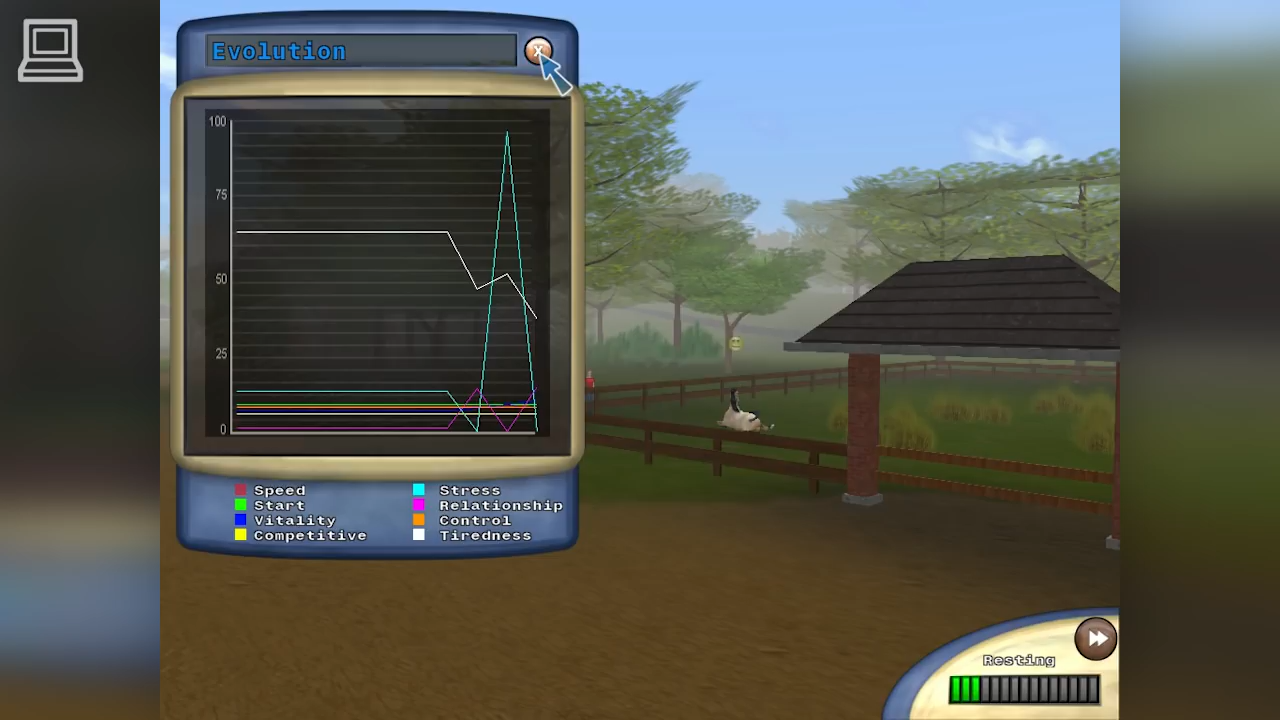 Evolution
X
100
75
50
25
0
Speed
Start
Vitality
Competitive
Stress
Relationship
Control
Tiredness
Resting